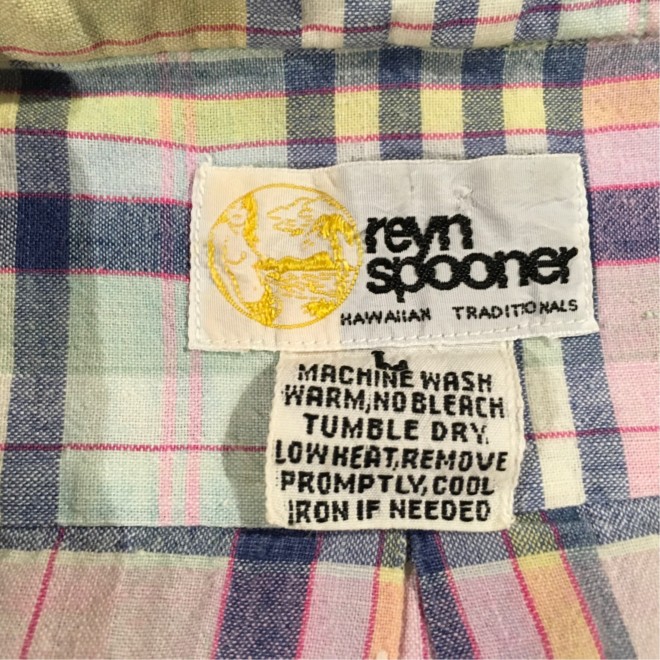 reyn
spooner
HAWAIIAN TRADITIONALS
L
MACHINE WASH
WARM, NO BLEACH
TUMBLE DRY,
LOW HEAT, REMOVE
PROMPTLY, COOL
IRON IF NEEDED